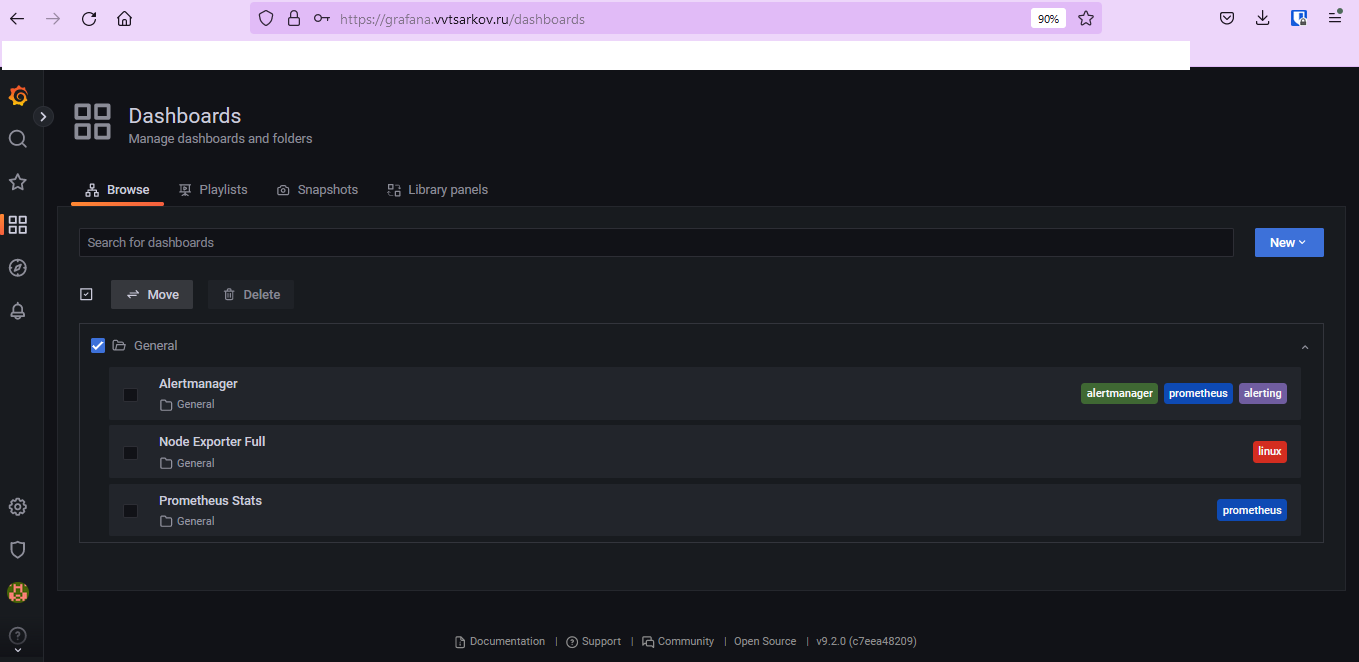 https://grafana.vvtsarkov.ru/dashboards 90%
Dashboards
Manage dashboards and folders
Browse Playlists Snapshots Library panels
Search for dashboards New
Move Delete
General
Alertmanager
General
alertmanager prometheus alerting
Node Exporter Full
General
linux
Prometheus Stats
General
prometheus
Documentation | Support | Community | Open Source | v9.2.0 (c7eea48209)